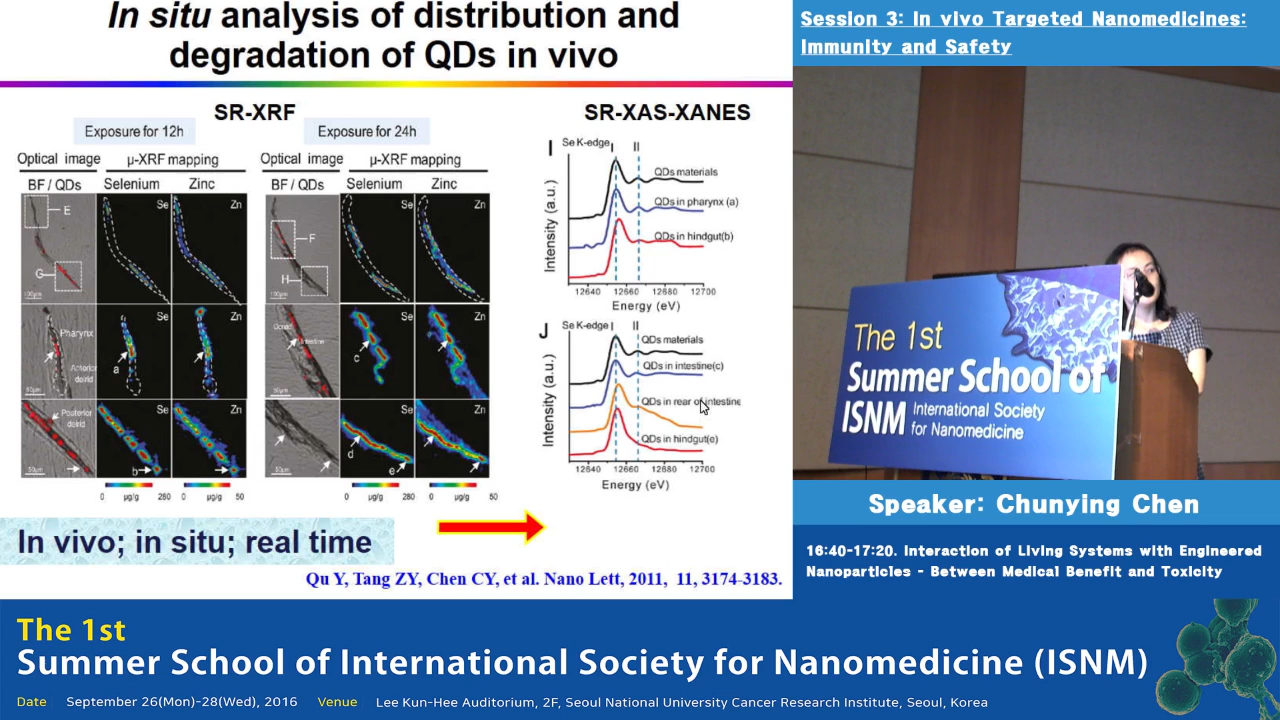 In situ analysis of distribution and
degradation of QDs in vivo
SR-XRF
Exposure for 12h
Exposure for 24h
Optical image
μ-XRF mapping
Optical image
μ-XRF mapping
BF / QDs
Selenium
Zinc
BF / QDs
Selenium
Zinc
E
Se
Zn
F
Se
Zn
G
H
100μm
100μm
Pharynx
Se
Zn
Gonad
Intestine
Se
Zn
a
c
Anterior
deirid
50μm
50μm
Posterior
deirid
Se
Zn
Se
Zn
b
d
e
50μm
50μm
0 μg/g 280
0 μg/g 50
0 μg/g 280
0 μg/g 50
SR-XAS-XANES
I
Se K-edge
I
II
Intensity (a.u.)
QDs materials
QDs in pharynx (a)
QDs in hindgut(b)
12640 12660 12680 12700
Energy (eV)
J
Se K-edge
I
II
Intensity (a.u.)
QDs materials
QDs in intestine(c)
QDs in rear of intestine
QDs in hindgut(e)
12640 12660 12680 12700
Energy (eV)
In vivo; in situ; real time
Qu Y, Tang ZY, Chen CY, et al. Nano Lett, 2011, 11, 3174-3183.
Session 3: In vivo Targeted Nanomedicines:
Immunity and Safety
The 1st
Summer School of
ISNM International Society
for Nanomedicine
Speaker: Chunying Chen
16:40-17:20. Interaction of Living Systems with Engineered
Nanoparticles - Between Medical Benefit and Toxicity
The 1st
Summer School of International Society for Nanomedicine (ISNM)
Date September 26(Mon)-28(Wed), 2016 Venue Lee Kun-Hee Auditorium, 2F, Seoul National University Cancer Research Institute, Seoul, Korea